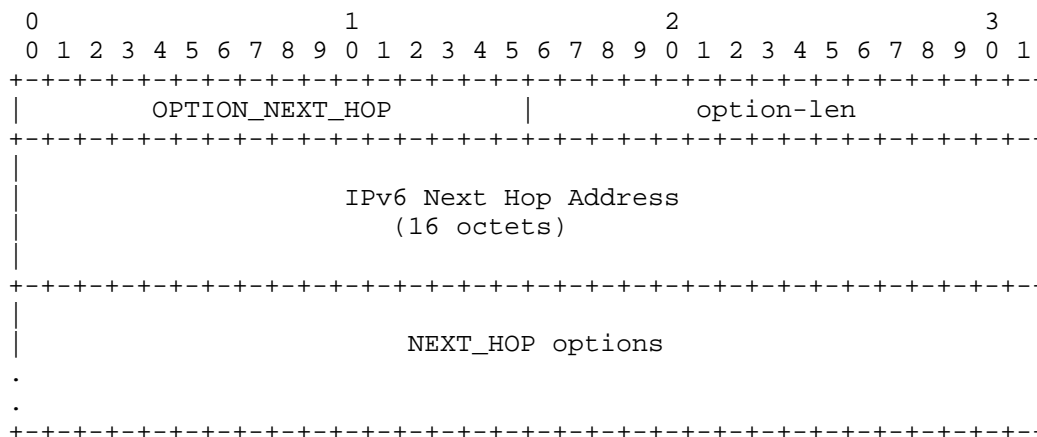 0                   1                   2                   3
 0 1 2 3 4 5 6 7 8 9 0 1 2 3 4 5 6 7 8 9 0 1 2 3 4 5 6 7 8 9 0 1
+-+-+-+-+-+-+-+-+-+-+-+-+-+-+-+-+-+-+-+-+-+-+-+-+-+-+-+-+-+-+-+-
|        OPTION_NEXT_HOP        |          option-len
+-+-+-+-+-+-+-+-+-+-+-+-+-+-+-+-+-+-+-+-+-+-+-+-+-+-+-+-+-+-+-+-
|
|                    IPv6 Next Hop Address
|                       (16 octets)
|
+-+-+-+-+-+-+-+-+-+-+-+-+-+-+-+-+-+-+-+-+-+-+-+-+-+-+-+-+-+-+-+-
|
|                        NEXT_HOP options
.
.
+-+-+-+-+-+-+-+-+-+-+-+-+-+-+-+-+-+-+-+-+-+-+-+-+-+-+-+-+-+-+-+-